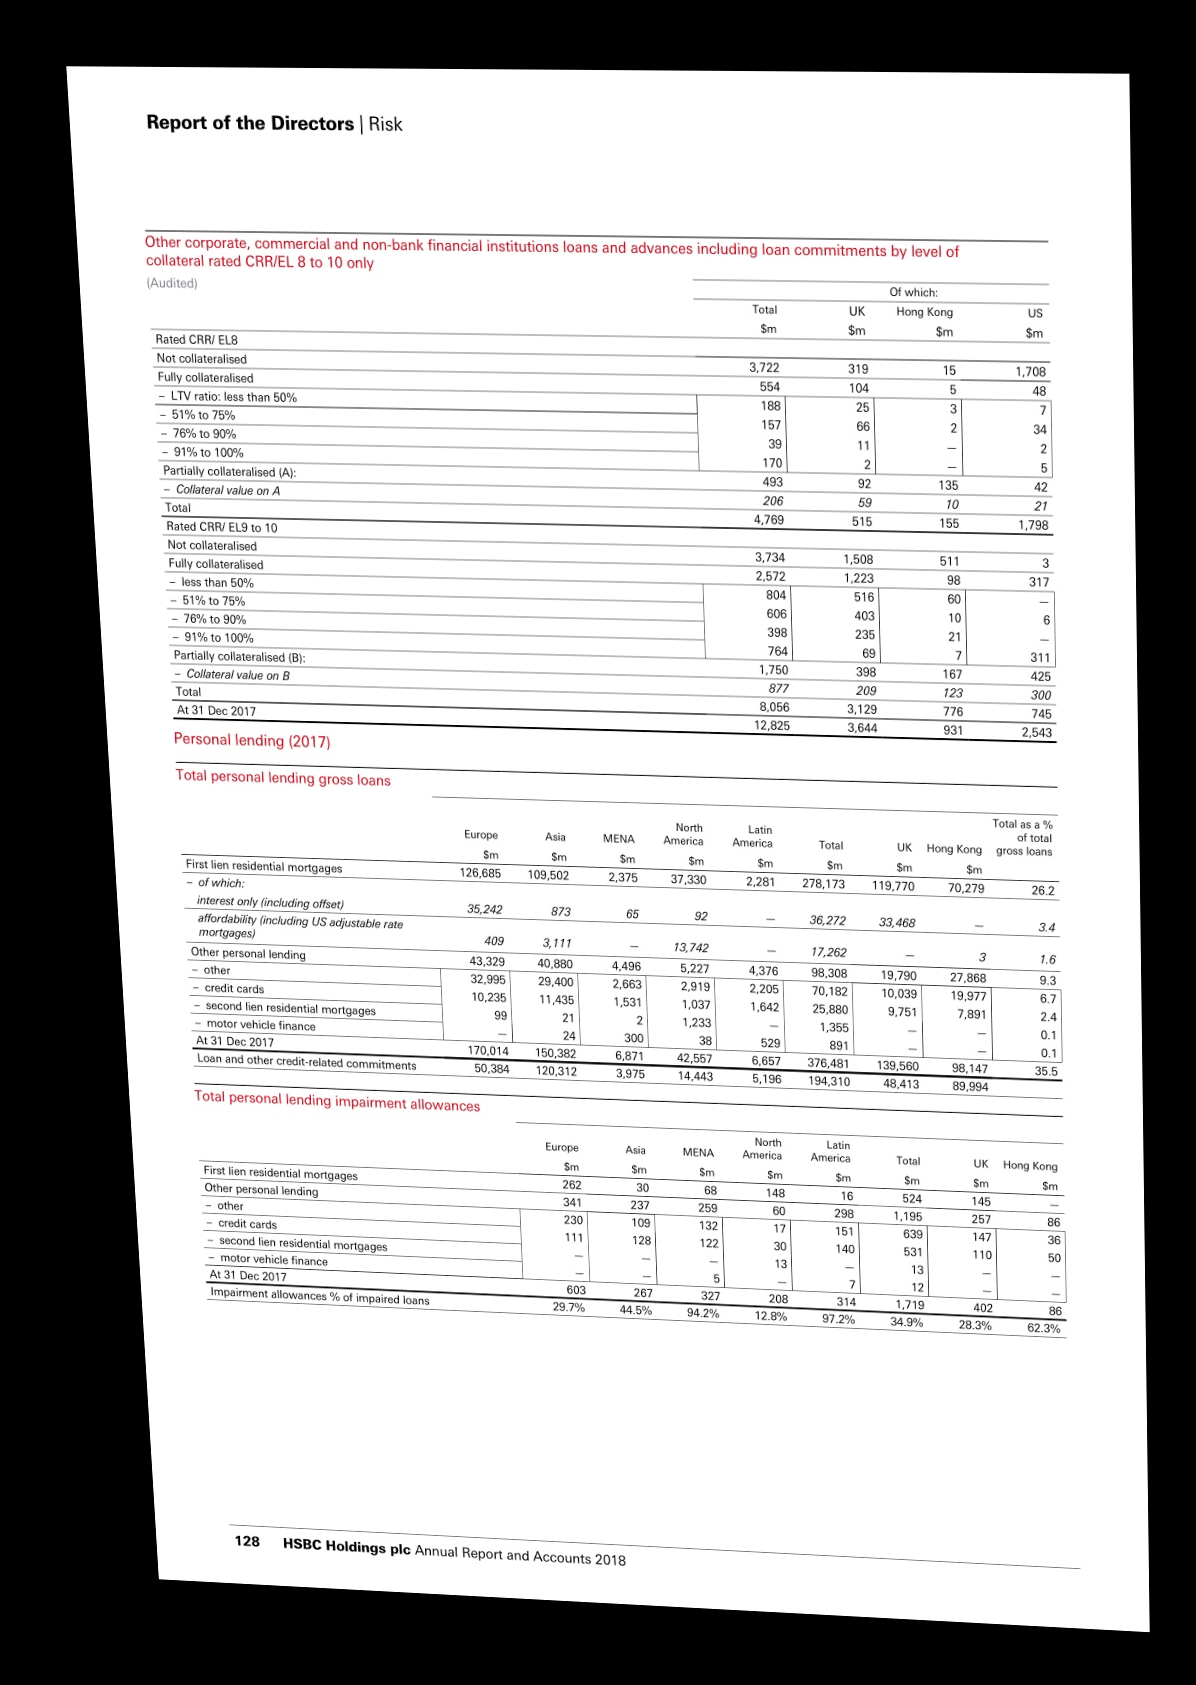 Report of the Directors | Risk
Other corporate, commercial and non-bank financial institutions loans and advances including loan commitments by level of
collateral rated CRR/EL 8 to 10 only
(Audited)
Of which:
Total UK Hong Kong US
$m $m $m $m
Rated CRR/ EL8
Not collateralised 3,722 319 15 1,708
Fully collateralised 554 104 5 48
– LTV ratio: less than 50% 188 25 3 7
– 51% to 75% 157 66 2 34
– 76% to 90% 39 11 – 2
– 91% to 100% 170 2 – 5
Partially collateralised (A): 493 92 135 42
– Collateral value on A 206 59 10 21
Total 4,769 515 155 1,798
Rated CRR/ EL9 to 10
Not collateralised 3,734 1,508 511 3
Fully collateralised 2,572 1,223 98 317
– less than 50% 804 516 60 –
– 51% to 75% 606 403 10 6
– 76% to 90% 398 235 21 –
– 91% to 100% 764 69 7 311
Partially collateralised (B): 1,750 398 167 425
– Collateral value on B 877 209 123 300
Total 8,056 3,129 776 745
At 31 Dec 2017 12,825 3,644 931 2,543
Personal lending (2017)
Total personal lending gross loans
Europe Asia MENA North America Latin America Total UK Hong Kong Total as a % of total gross loans
$m $m $m $m $m $m $m $m
First lien residential mortgages 126,685 109,502 2,375 37,330 2,281 278,173 119,770 70,279 26.2
– of which:
interest only (including offset) 35,242 873 65 92 – 36,272 33,468 – 3.4
affordability (including US adjustable rate
mortgages) 409 3,111 – 13,742 – 17,262 – 3 1.6
Other personal lending 43,329 40,880 4,496 5,227 4,376 98,308 19,790 27,868 9.3
– other 32,995 29,400 2,663 2,919 2,205 70,182 10,039 19,977 6.7
– credit cards 10,235 11,435 1,531 1,037 1,642 25,880 9,751 7,891 2.4
– second lien residential mortgages 99 21 2 1,233 – 1,355 – – 0.1
– motor vehicle finance – 24 300 38 529 891 – – 0.1
At 31 Dec 2017 170,014 150,382 6,871 42,557 6,657 376,481 139,560 98,147 35.5
Loan and other credit-related commitments 50,384 120,312 3,975 14,443 5,196 194,310 48,413 89,994
Total personal lending impairment allowances
Europe Asia MENA North America Latin America Total UK Hong Kong
$m $m $m $m $m $m $m $m
First lien residential mortgages 262 30 68 148 16 524 145 –
Other personal lending 341 237 259 60 298 1,195 257 86
– other 230 109 132 17 151 639 147 36
– credit cards 111 128 122 30 140 531 110 50
– second lien residential mortgages – – – 13 – 13 – –
– motor vehicle finance – – 5 – 7 12 – –
At 31 Dec 2017 603 267 327 208 314 1,719 402 86
Impairment allowances % of impaired loans 29.7% 44.5% 94.2% 12.8% 97.2% 34.9% 28.3% 62.3%
128 HSBC Holdings plc Annual Report and Accounts 2018